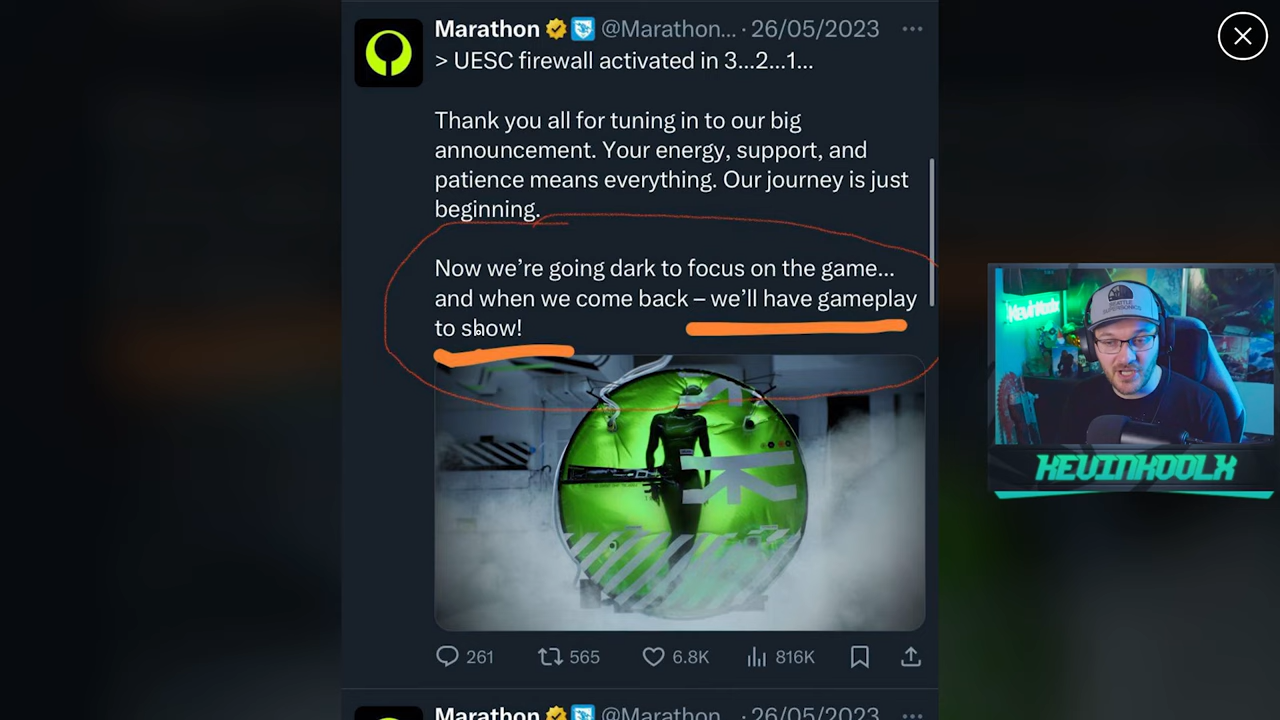 Marathon @Marathon... · 26/05/2023 ...
> UESC firewall activated in 3...2...1...
Thank you all for tuning in to our big
announcement. Your energy, support, and
patience means everything. Our journey is just
beginning.
Now we’re going dark to focus on the game...
and when we come back – we’ll have gameplay
to show!
261 565 6.8K 816K
Marathon @Marathon... · 26/05/2023 ...
KevinKoolx
SEATTLE
SUPERSONICS
KEVINKOOLX